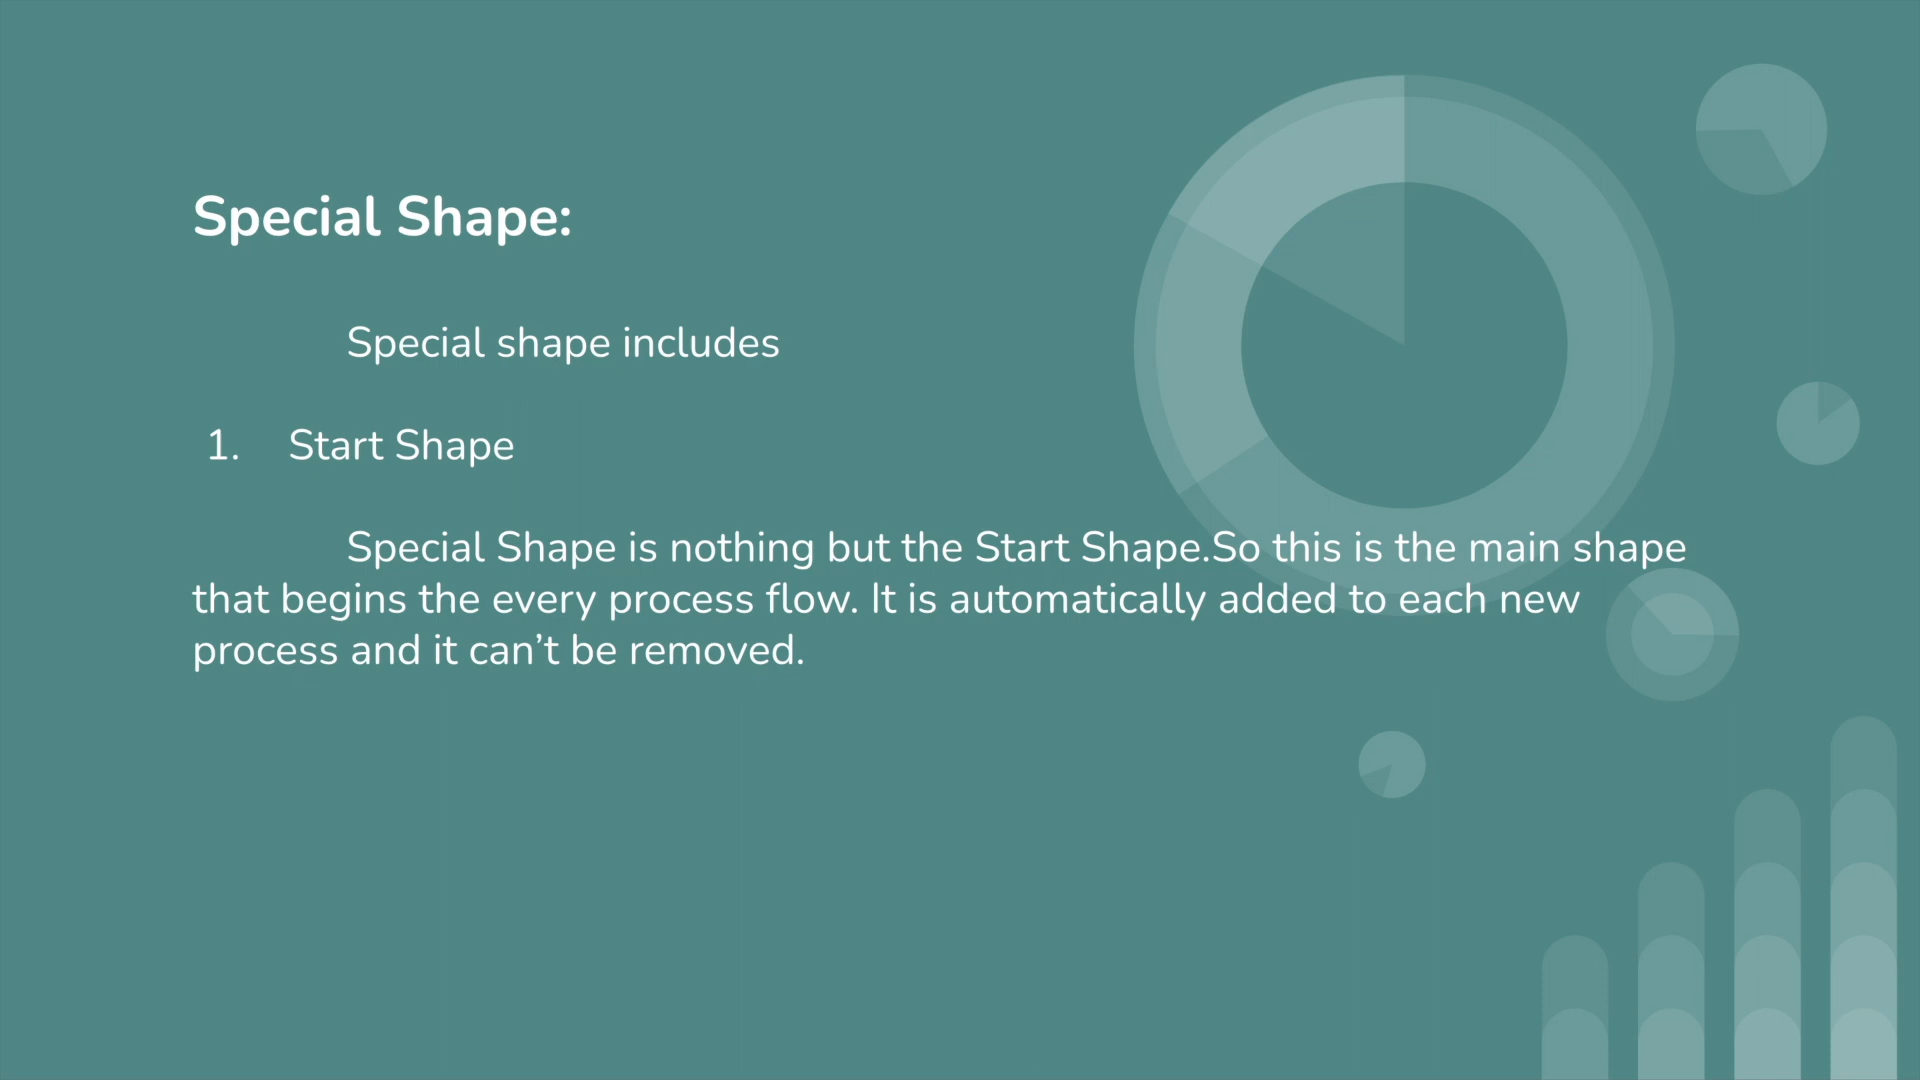 Special Shape:
Special shape includes
1. Start Shape
Special Shape is nothing but the Start Shape.So this is the main shape
that begins the every process flow. It is automatically added to each new
process and it can’t be removed.